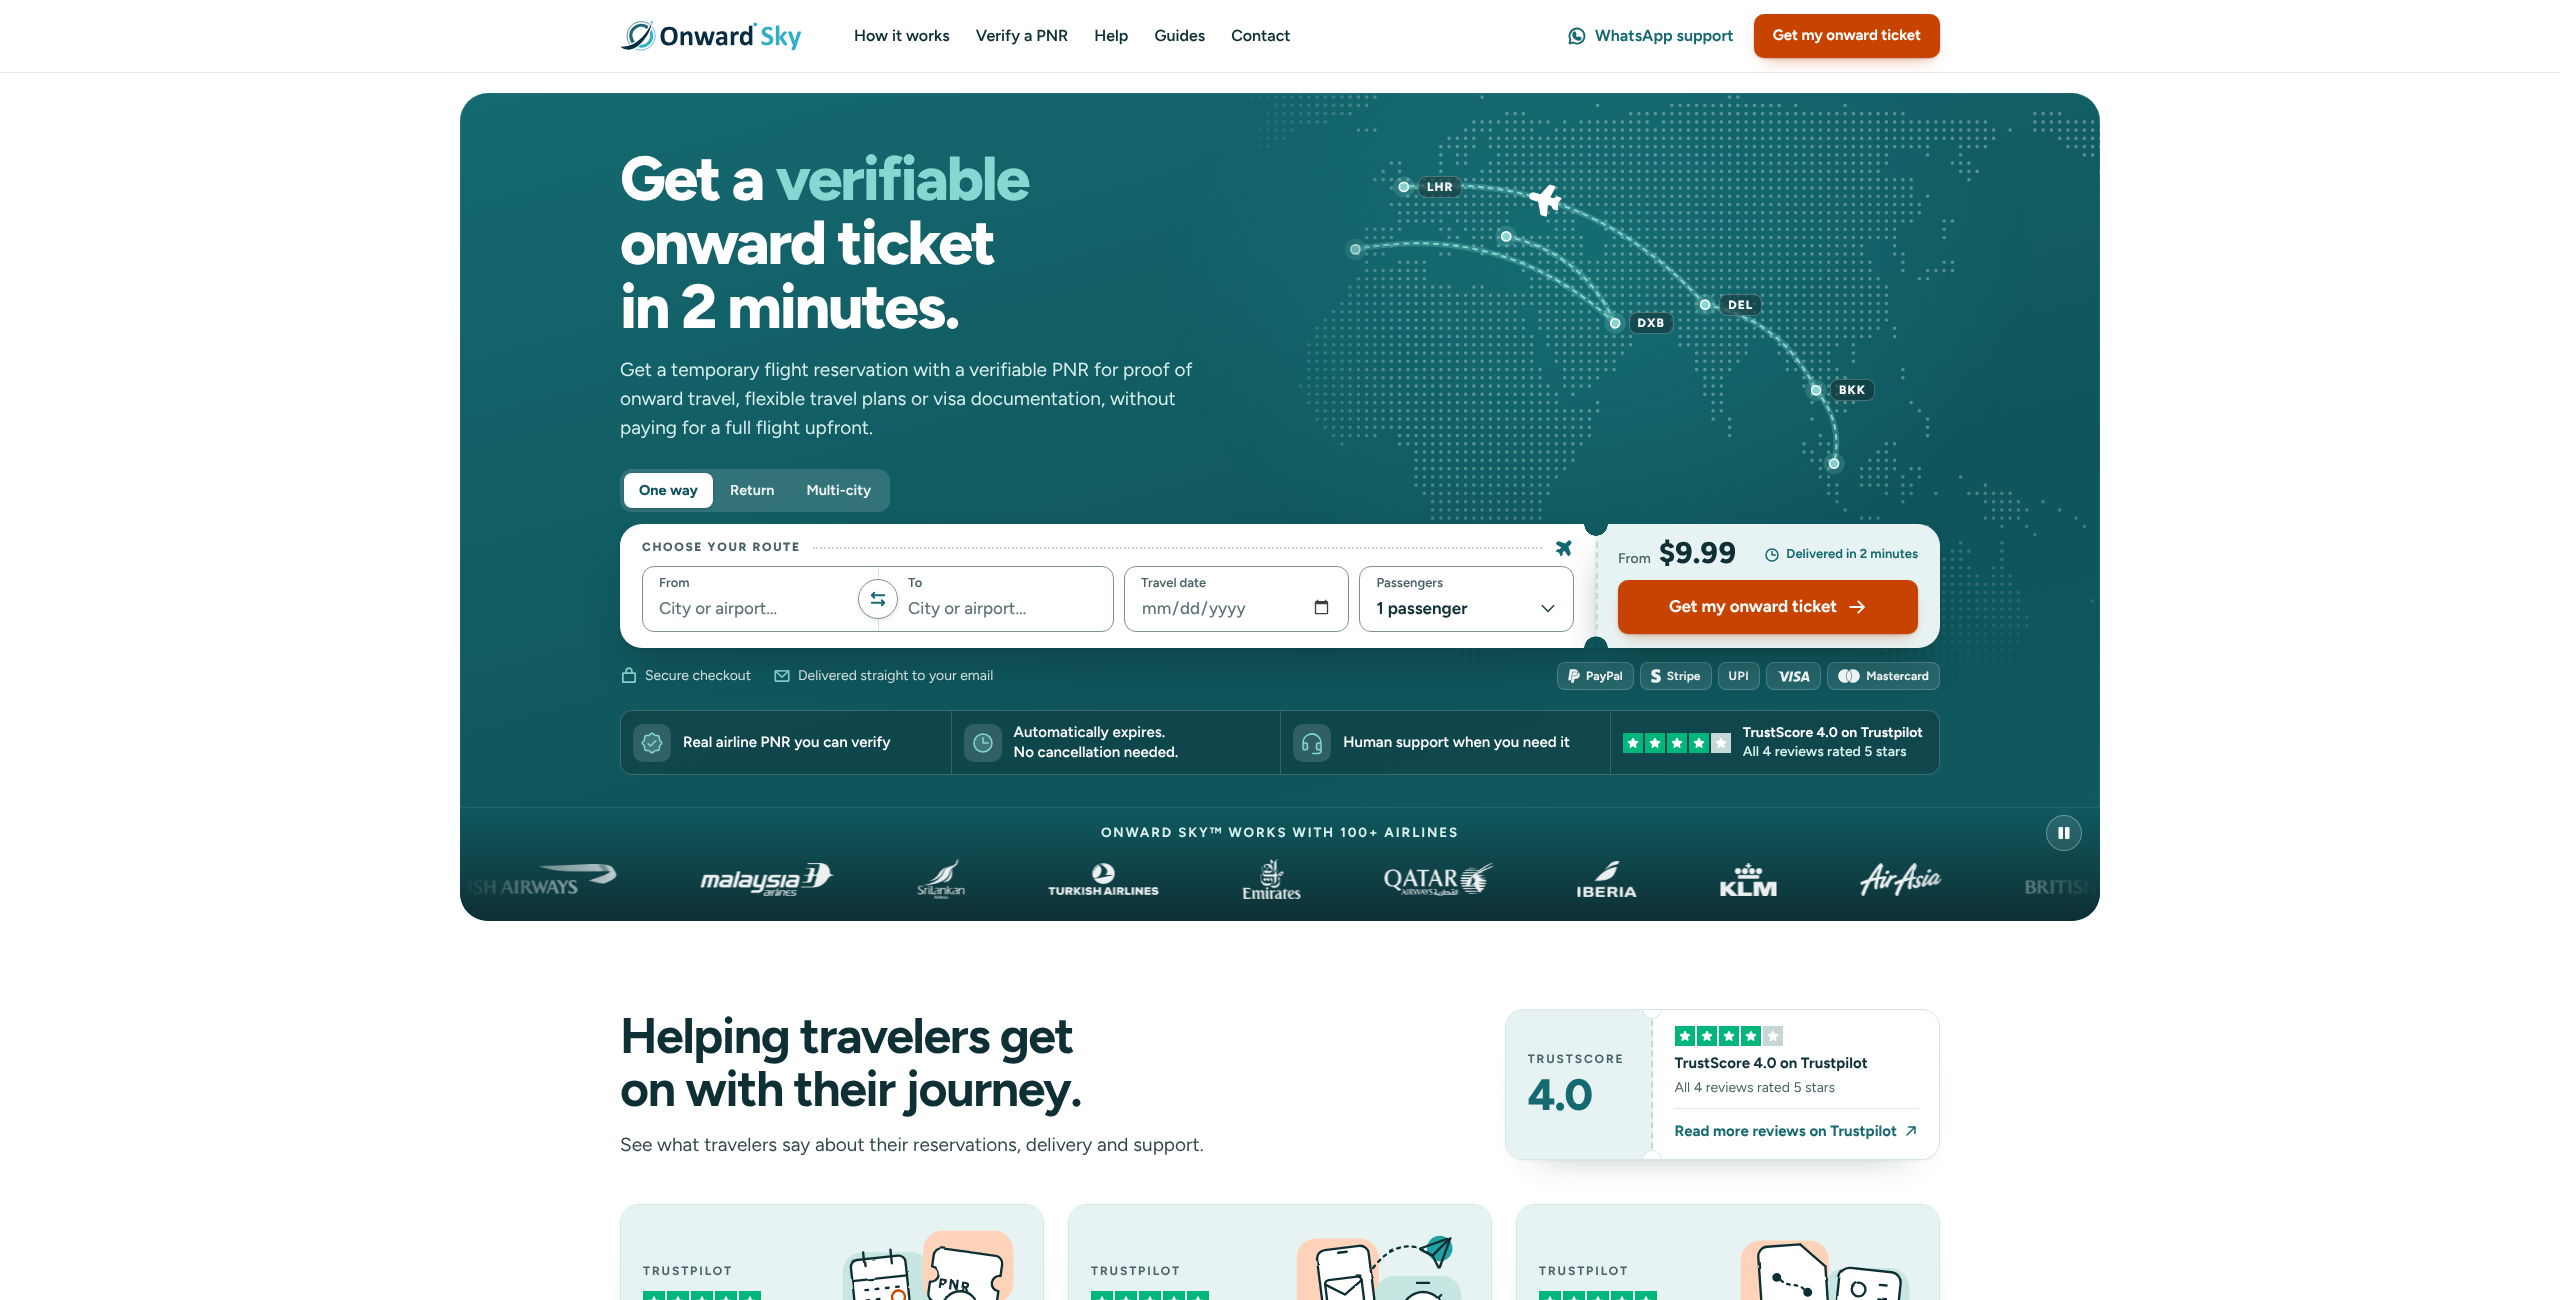 Onward Sky
How it works
Verify a PNR
Help
Guides
Contact
WhatsApp support
Get my onward ticket
Get a verifiable
onward ticket
in 2 minutes.
Get a temporary flight reservation with a verifiable PNR for proof of
onward travel, flexible travel plans or visa documentation, without
paying for a full flight upfront.
LHR
DEL
DXB
BKK
One way
Return
Multi-city
CHOOSE YOUR ROUTE
From
City or airport...
To
City or airport...
Travel date
mm/dd/yyyy
Passengers
1 passenger
From $9.99
Delivered in 2 minutes
Get my onward ticket
Secure checkout
Delivered straight to your email
PayPal
Stripe
UPI
VISA
Mastercard
Real airline PNR you can verify
Automatically expires.
No cancellation needed.
Human support when you need it
TrustScore 4.0 on Trustpilot
All 4 reviews rated 5 stars
ONWARD SKY™ WORKS WITH 100+ AIRLINES
ISH AIRWAYS
malaysia
airlines
SriLankan
TURKISH AIRLINES
Emirates
QATAR
AIRWAYS القطرية
IBERIA
KLM
AirAsia
BRITISH
Helping travelers get
on with their journey.
See what travelers say about their reservations, delivery and support.
TRUSTSCORE
4.0
TrustScore 4.0 on Trustpilot
All 4 reviews rated 5 stars
Read more reviews on Trustpilot
TRUSTPILOT
PNR
TRUSTPILOT
TRUSTPILOT